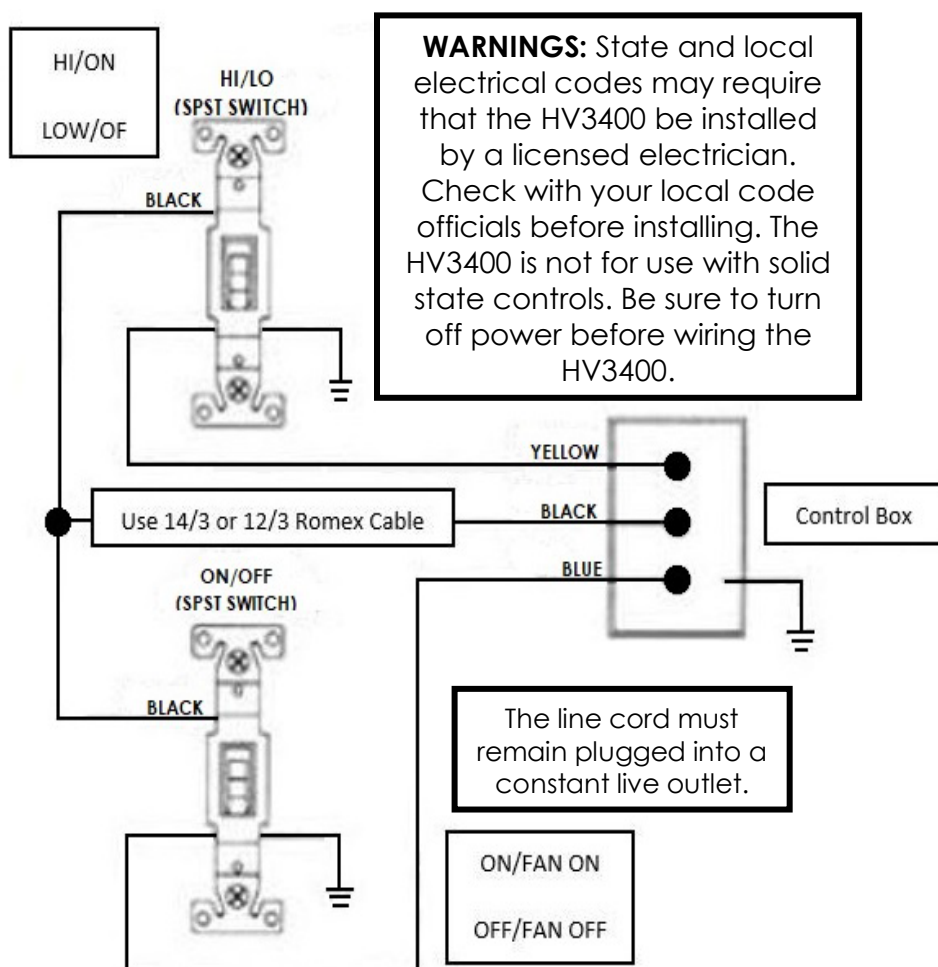 HI/ON
LOW/OF
HI/LO
(SPST SWITCH)
WARNINGS: State and local
electrical codes may require
that the HV3400 be installed
by a licensed electrician.
Check with your local code
officials before installing. The
HV3400 is not for use with solid
state controls. Be sure to turn
off power before wiring the
HV3400.
BLACK
YELLOW
Use 14/3 or 12/3 Romex Cable
BLACK
Control Box
BLUE
ON/OFF
(SPST SWITCH)
BLACK
The line cord must
remain plugged into a
constant live outlet.
ON/FAN ON
OFF/FAN OFF